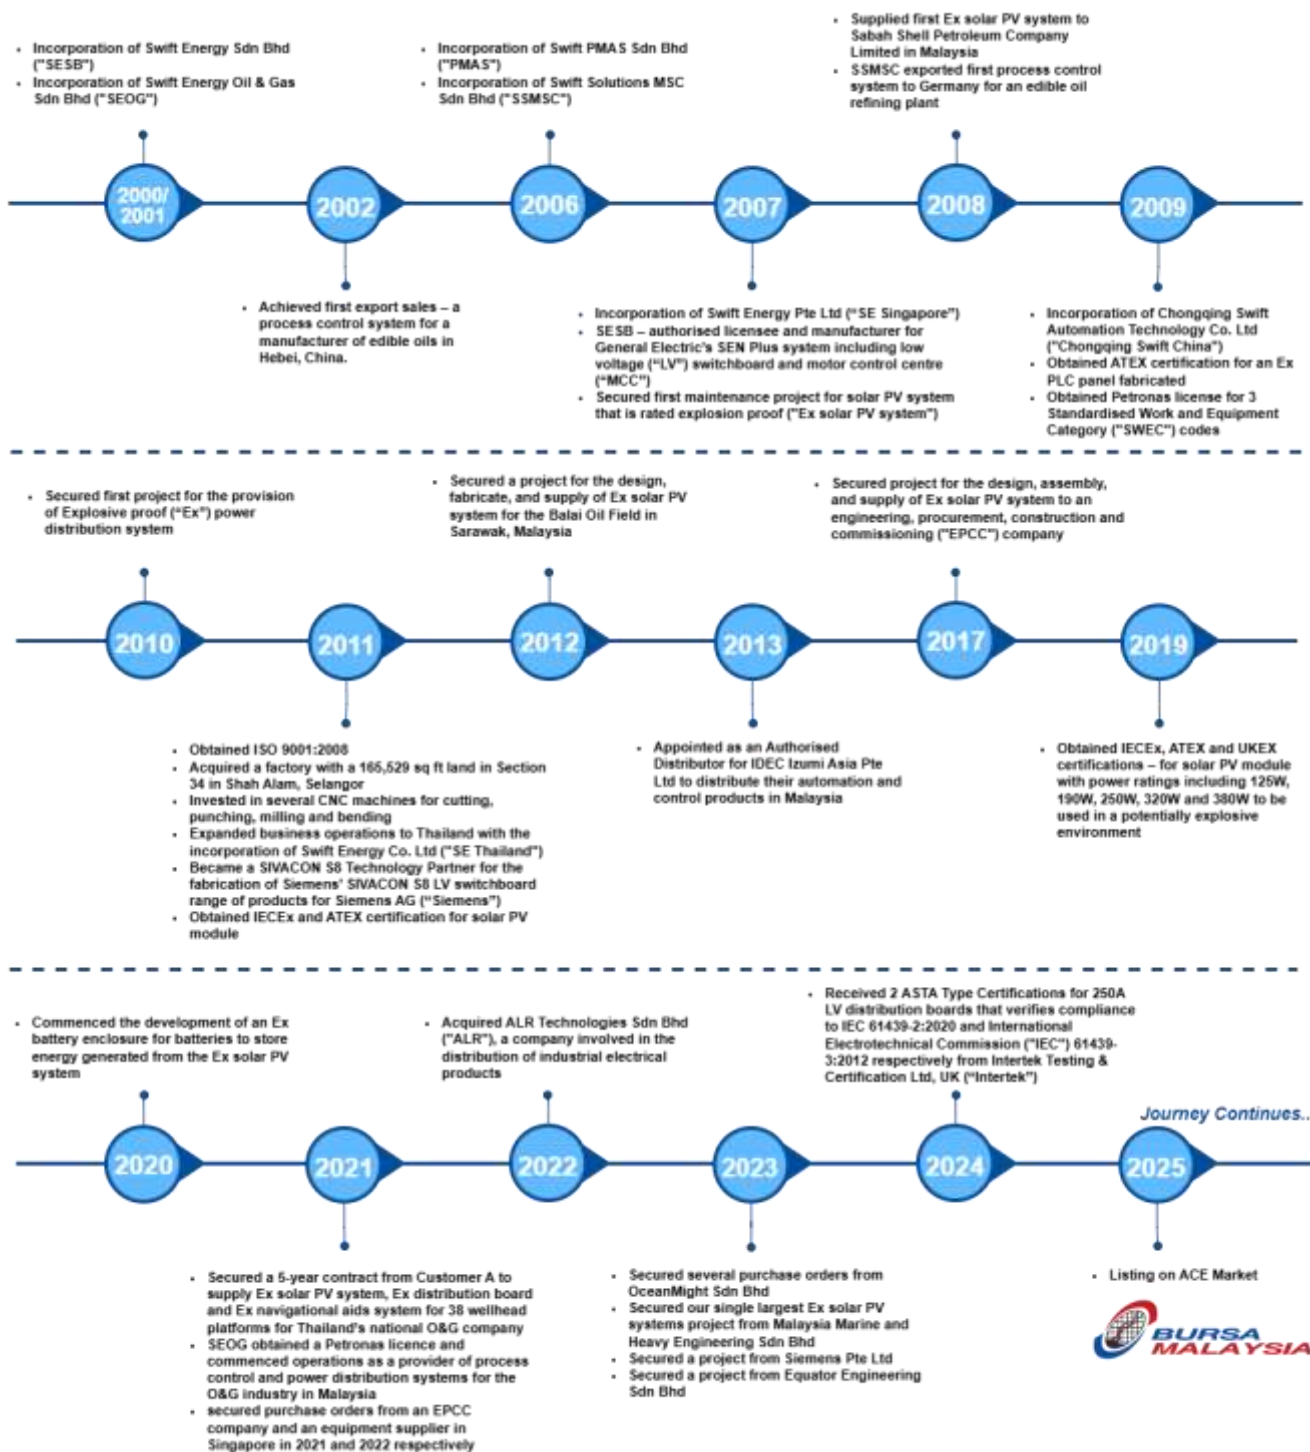 • Incorporation of Swift Energy Sdn Bhd
("SESB")
• Incorporation of Swift Energy Oil & Gas
Sdn Bhd ("SEOG")
2000/
2001
2002
• Achieved first export sales – a
process control system for a
manufacturer of edible oils in
Hebei, China.
• Incorporation of Swift PMAS Sdn Bhd
("PMAS")
• Incorporation of Swift Solutions MSC
Sdn Bhd ("SSMSC")
2006
2007
• Incorporation of Swift Energy Pte Ltd ("SE Singapore")
• SESB – authorised licensee and manufacturer for
General Electric's SEN Plus system including low
voltage ("LV") switchboard and motor control centre
("MCC")
• Secured first maintenance project for solar PV system
that is rated explosion proof ("Ex solar PV system")
• Supplied first Ex solar PV system to
Sabah Shell Petroleum Company
Limited in Malaysia
• SSMSC exported first process control
system to Germany for an edible oil
refining plant
2008
2009
• Incorporation of Chongqing Swift
Automation Technology Co. Ltd
("Chongqing Swift China")
• Obtained ATEX certification for an Ex
PLC panel fabricated
• Obtained Petronas license for 3
Standardised Work and Equipment
Category ("SWEC") codes
• Secured first project for the provision
of Explosive proof ("Ex") power
distribution system
2010
2011
• Obtained ISO 9001:2008
• Acquired a factory with a 165,529 sq ft land in Section
34 in Shah Alam, Selangor
• Invested in several CNC machines for cutting,
punching, milling and bending
• Expanded business operations to Thailand with the
incorporation of Swift Energy Co. Ltd ("SE Thailand")
• Became a SIVACON S8 Technology Partner for the
fabrication of Siemens' SIVACON S8 LV switchboard
range of products for Siemens AG ("Siemens")
• Obtained IECEx and ATEX certification for solar PV
module
• Secured a project for the design,
fabricate, and supply of Ex solar PV
system for the Balai Oil Field in
Sarawak, Malaysia
2012
2013
• Appointed as an Authorised
Distributor for IDEC Izumi Asia Pte
Ltd to distribute their automation and
control products in Malaysia
• Secured project for the design, assembly,
and supply of Ex solar PV system to an
engineering, procurement, construction and
commissioning ("EPCC") company
2017
2019
• Obtained IECEx, ATEX and UKEX
certifications – for solar PV module
with power ratings including 125W,
190W, 250W, 320W and 380W to be
used in a potentially explosive
environment
• Commenced the development of an Ex
battery enclosure for batteries to store
energy generated from the Ex solar PV
system
2020
2021
• Secured a 5-year contract from Customer A to
supply Ex solar PV system, Ex distribution board
and Ex navigational aids system for 38 wellhead
platforms for Thailand's national O&G company
• SEOG obtained a Petronas licence and
commenced operations as a provider of process
control and power distribution systems for the
O&G industry in Malaysia
• secured purchase orders from an EPCC
company and an equipment supplier in
Singapore in 2021 and 2022 respectively
• Acquired ALR Technologies Sdn Bhd
("ALR"), a company involved in the
distribution of industrial electrical
products
2022
2023
• Secured several purchase orders from
OceanMight Sdn Bhd
• Secured our single largest Ex solar PV
systems project from Malaysia Marine and
Heavy Engineering Sdn Bhd
• Secured a project from Siemens Pte Ltd
• Secured a project from Equator Engineering
Sdn Bhd
• Received 2 ASTA Type Certifications for 250A
LV distribution boards that verifies compliance
to IEC 61439-2:2020 and International
Electrotechnical Commission ("IEC") 61439-
3:2012 respectively from Intertek Testing &
Certification Ltd, UK ("Intertek")
2024
Journey Continues..
2025
• Listing on ACE Market
BURSA
MALAYSIA